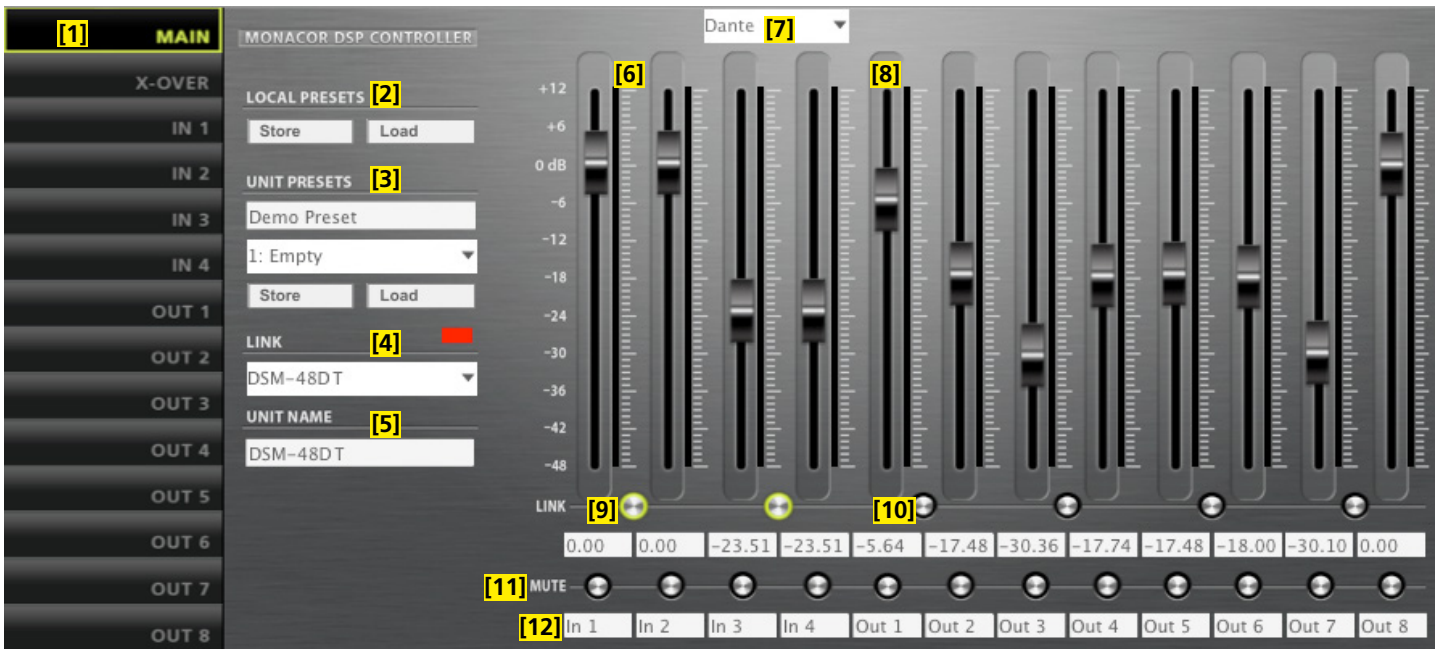 [1] MAIN
X-OVER
IN 1
IN 2
IN 3
IN 4
OUT 1
OUT 2
OUT 3
OUT 4
OUT 5
OUT 6
OUT 7
OUT 8
MONACOR DSP CONTROLLER
LOCAL PRESETS [2]
Store Load
UNIT PRESETS [3]
Demo Preset
1: Empty
Store Load
LINK [4]
DSM-48DT
UNIT NAME [5]
DSM-48DT
Dante [7]
[6] [8]
+12
+6
0 dB
-6
-12
-18
-24
-30
-36
-42
-48
LINK [9] [10]
0.00 0.00 -23.51 -23.51 -5.64 -17.48 -30.36 -17.74 -17.48 -18.00 -30.10 0.00
[11] MUTE
[12] In 1 In 2 In 3 In 4 Out 1 Out 2 Out 3 Out 4 Out 5 Out 6 Out 7 Out 8